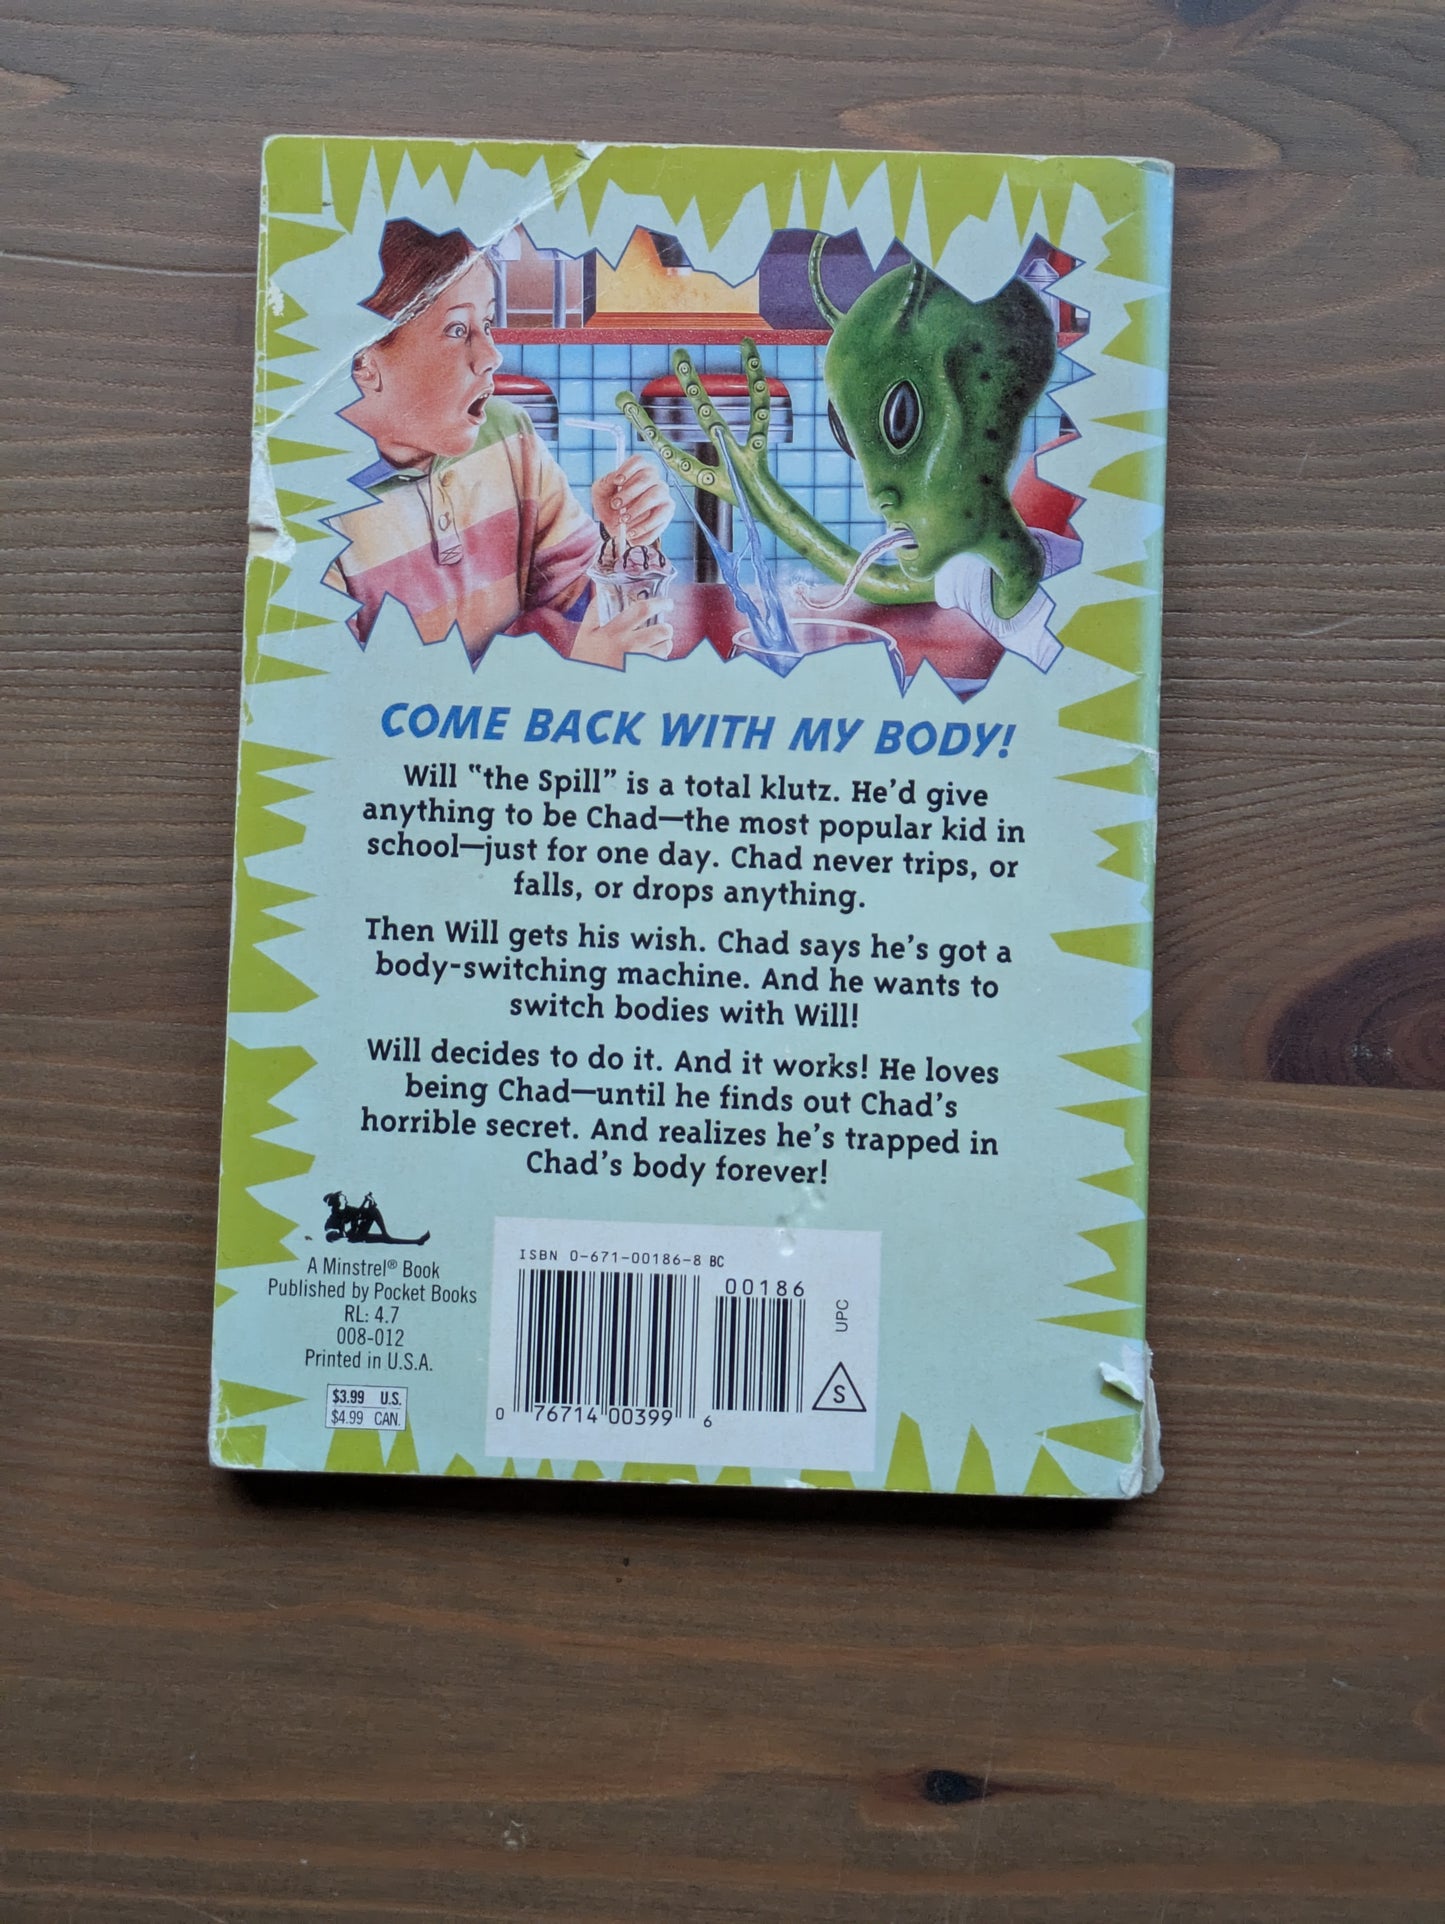 COME BACK WITH MY BODY!
Will “the Spill” is a total klutz. He’d give
anything to be Chad—the most popular kid in
school—just for one day. Chad never trips, or
falls, or drops anything.
Then Will gets his wish. Chad says he’s got a
body-switching machine. And he wants to
switch bodies with Will!
Will decides to do it. And it works! He loves
being Chad—until he finds out Chad’s
horrible secret. And realizes he’s trapped in
Chad’s body forever!
A Minstrel® Book
Published by Pocket Books
RL: 4.7
008-012
Printed in U.S.A.
$3.99 U.S.
$4.99 CAN.
ISBN 0-671-00186-8 BC
00186
UPC
S
0 76714 00399 6